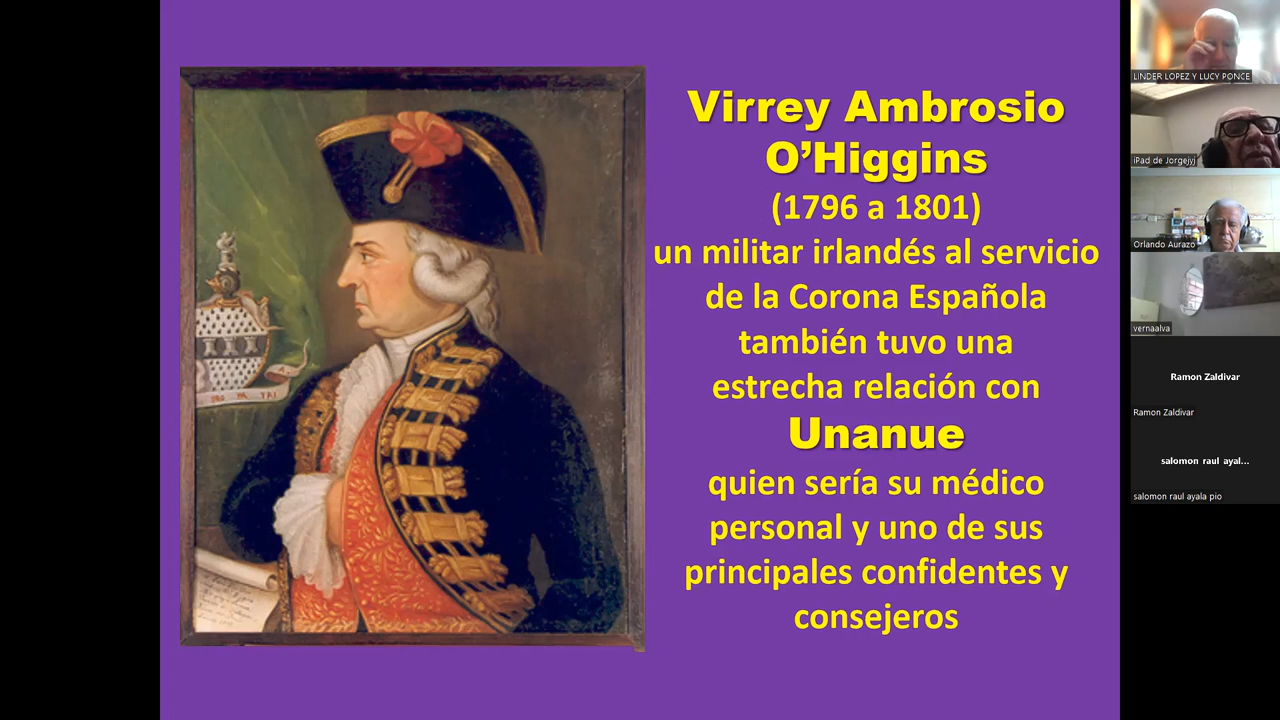 Virrey Ambrosio
O'Higgins
(1796 a 1801)
un militar irlandés al servicio
de la Corona Española
también tuvo una
estrecha relación con
Unanue
quien sería su médico
personal y uno de sus
principales confidentes y
consejeros
LINDER LOPEZ Y LUCY PONCE
iPad de Jorgejyj
Orlando Aurazo
vernaalva
Ramon Zaldivar
Ramon Zaldivar
salomon raul ayal...
salomon raul ayala pio